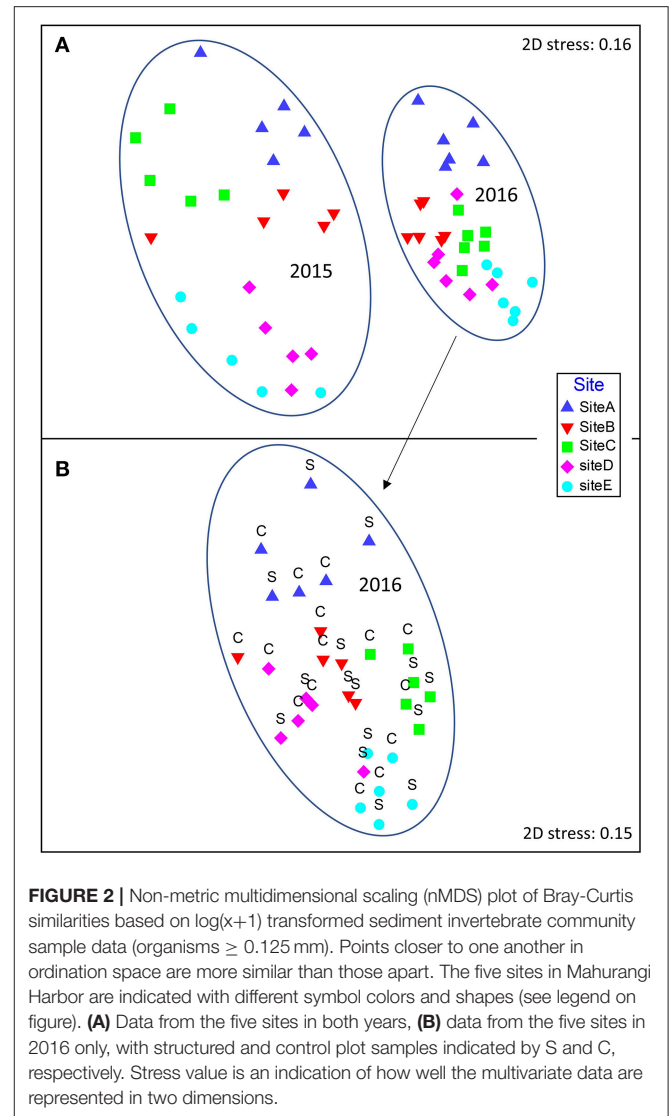 A
2D stress: 0.16
2016
2015
Site
SiteA
SiteB
SiteC
siteD
siteE
B
S
C
S
S
C
C
2016
C
C
C
C
S
C
C
S
S
C
S
S
S
C
C
S
S
S
S
C
S
C
C
S
S
2D stress: 0.15
FIGURE 2 | Non-metric multidimensional scaling (nMDS) plot of Bray-Curtis
similarities based on log(x+1) transformed sediment invertebrate community
sample data (organisms ≥ 0.125 mm). Points closer to one another in
ordination space are more similar than those apart. The five sites in Mahurangi
Harbor are indicated with different symbol colors and shapes (see legend on
figure). (A) Data from the five sites in both years, (B) data from the five sites in
2016 only, with structured and control plot samples indicated by S and C,
respectively. Stress value is an indication of how well the multivariate data are
represented in two dimensions.